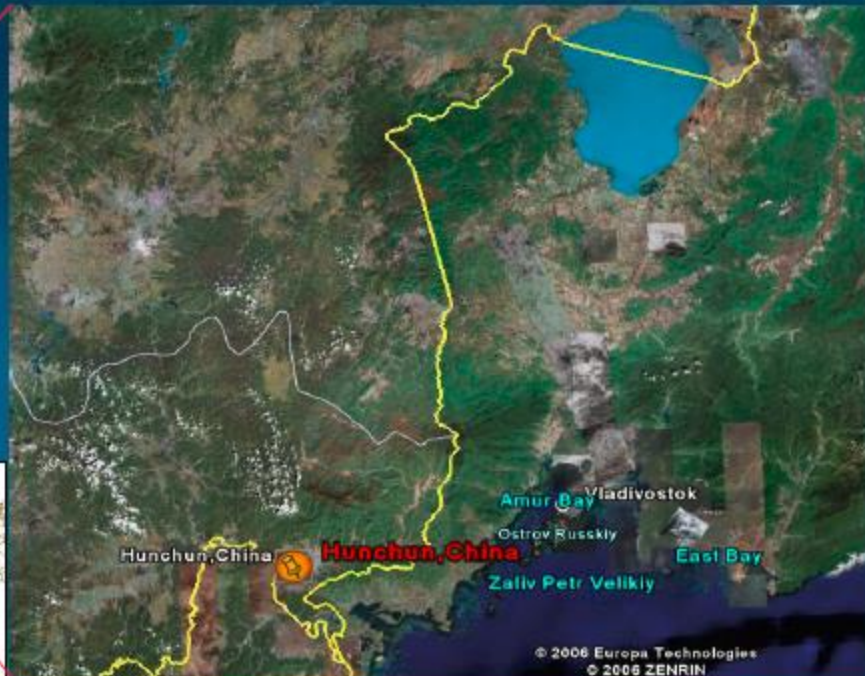 Amur Bay
Vladivostok
Ostrov Russkiy
Hunchun,China
Hunchun,China
East Bay
Zaliv Petr Velikiy
© 2006 Europa Technologies
© 2006 ZENRIN